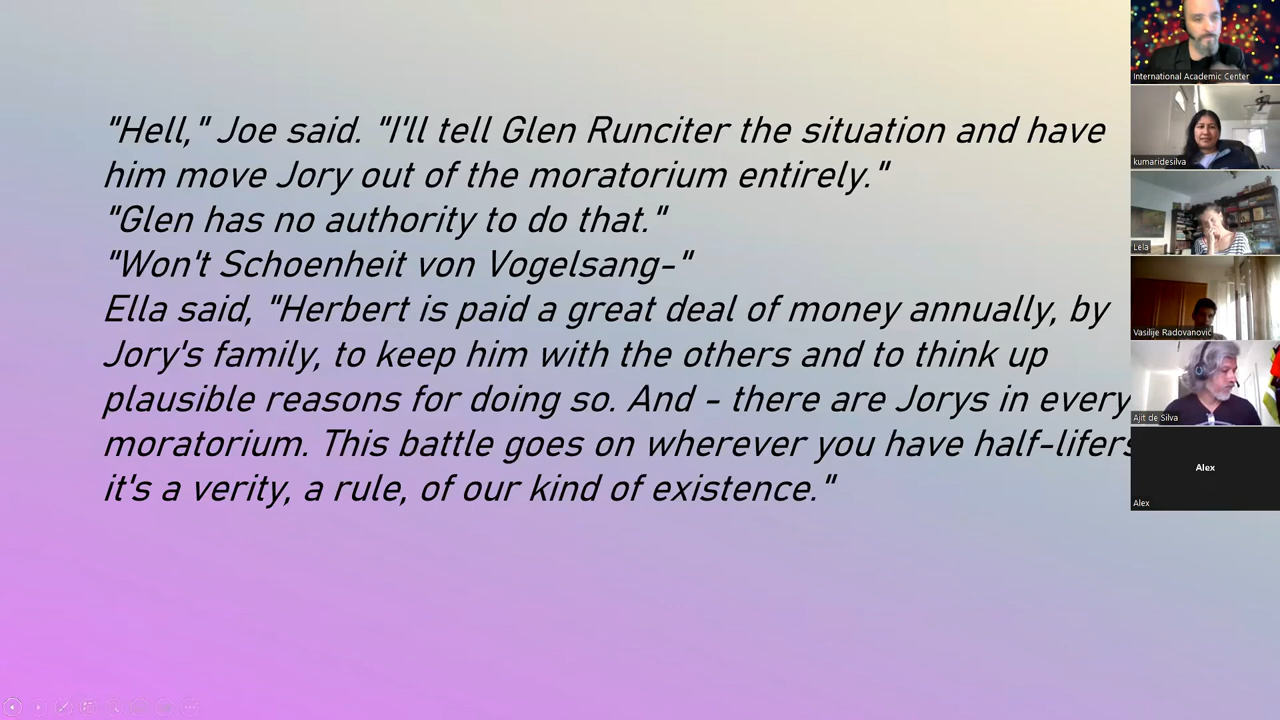 "Hell," Joe said. "I'll tell Glen Runciter the situation and have
him move Jory out of the moratorium entirely."
"Glen has no authority to do that."
"Won't Schoenheit von Vogelsang-"
Ella said, "Herbert is paid a great deal of money annually, by
Jory's family, to keep him with the others and to think up
plausible reasons for doing so. And - there are Jorys in every
moratorium. This battle goes on wherever you have half-lifers
it's a verity, a rule, of our kind of existence."
International Academic Center
kumaridesilva
Lela
Vasilije Radovanović
Ajit de Silva
Alex
Alex